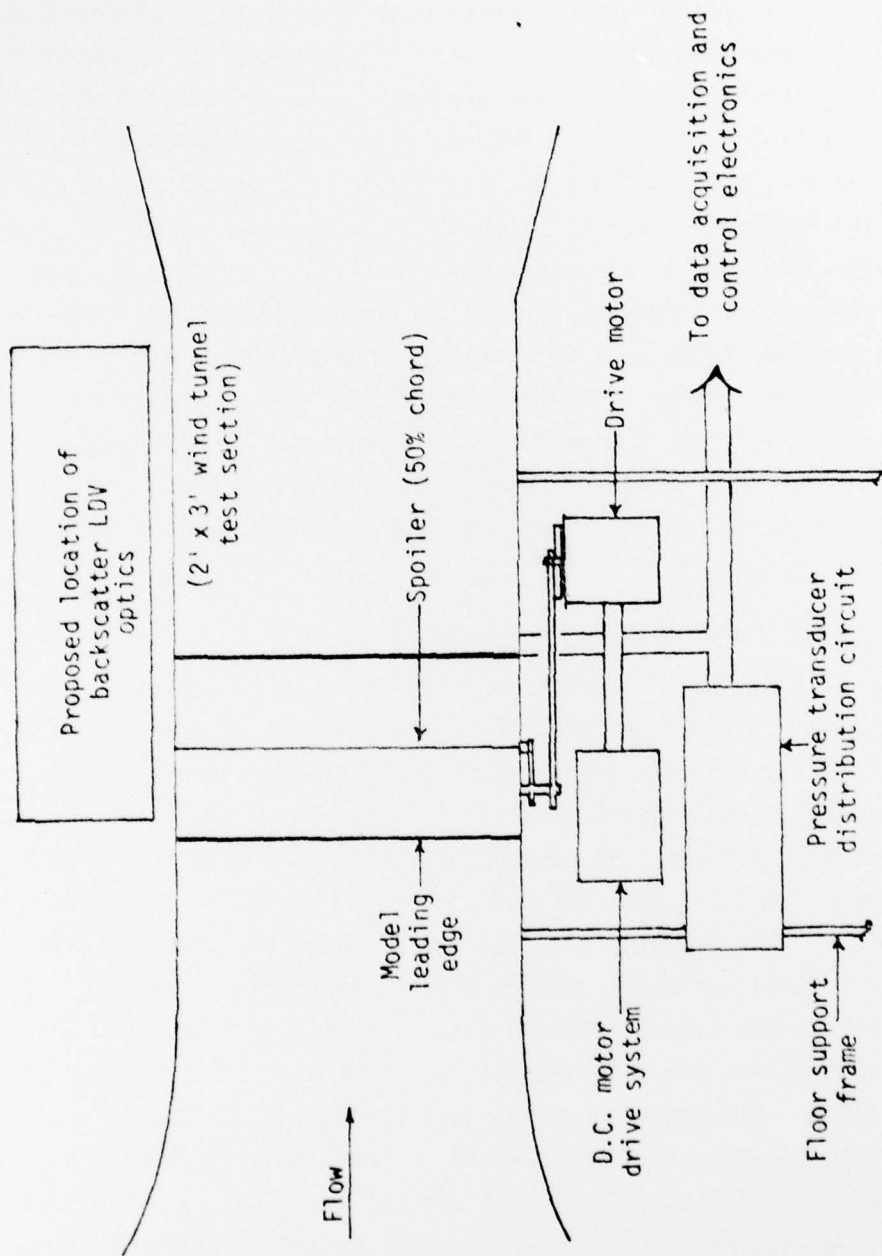 Proposed location of
backscatter LDV
optics
(2' x 3' wind tunnel
test section)
Flow
Model
leading
edge
Spoiler (50% chord)
D.C. motor
drive system
Drive motor
To data acquisition and
control electronics
Floor support
frame
Pressure transducer
distribution circuit